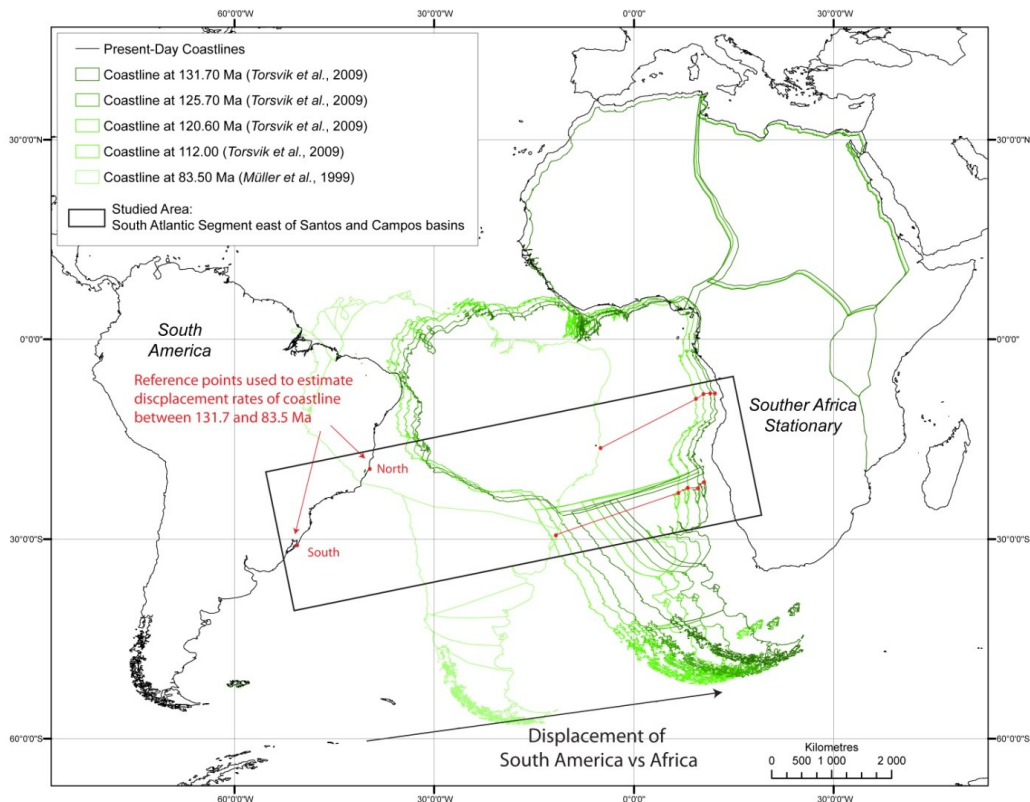 60°0'0"W 30°0'0"W 0°0'0 30°0'0"W
Present-Day Coastlines
Coastline at 131.70 Ma (Torsvik et al., 2009)
Coastline at 125.70 Ma (Torsvik et al., 2009)
Coastline at 120.60 Ma (Torsvik et al., 2009)
Coastline at 112.00 (Torsvik et al., 2009)
Coastline at 83.50 Ma (Müller et al., 1999)
Studied Area:
South Atlantic Segment east of Santos and Campos basins
30°0'0"N 30°0'0"N
0°0'0 0°0'0
South
America
Reference points used to estimate
displacement rates of coastline
between 131.7 and 83.5 Ma
North
South
Souther Africa
Stationary
30°0'0"S 30°0'0"S
60°0'0"S 60°0'0"S
Displacement of
South America vs Africa
Kilometres
0 500 1 000 2 000
60°0'0"W 30°0'0"W 0°0'0 30°0'0"W